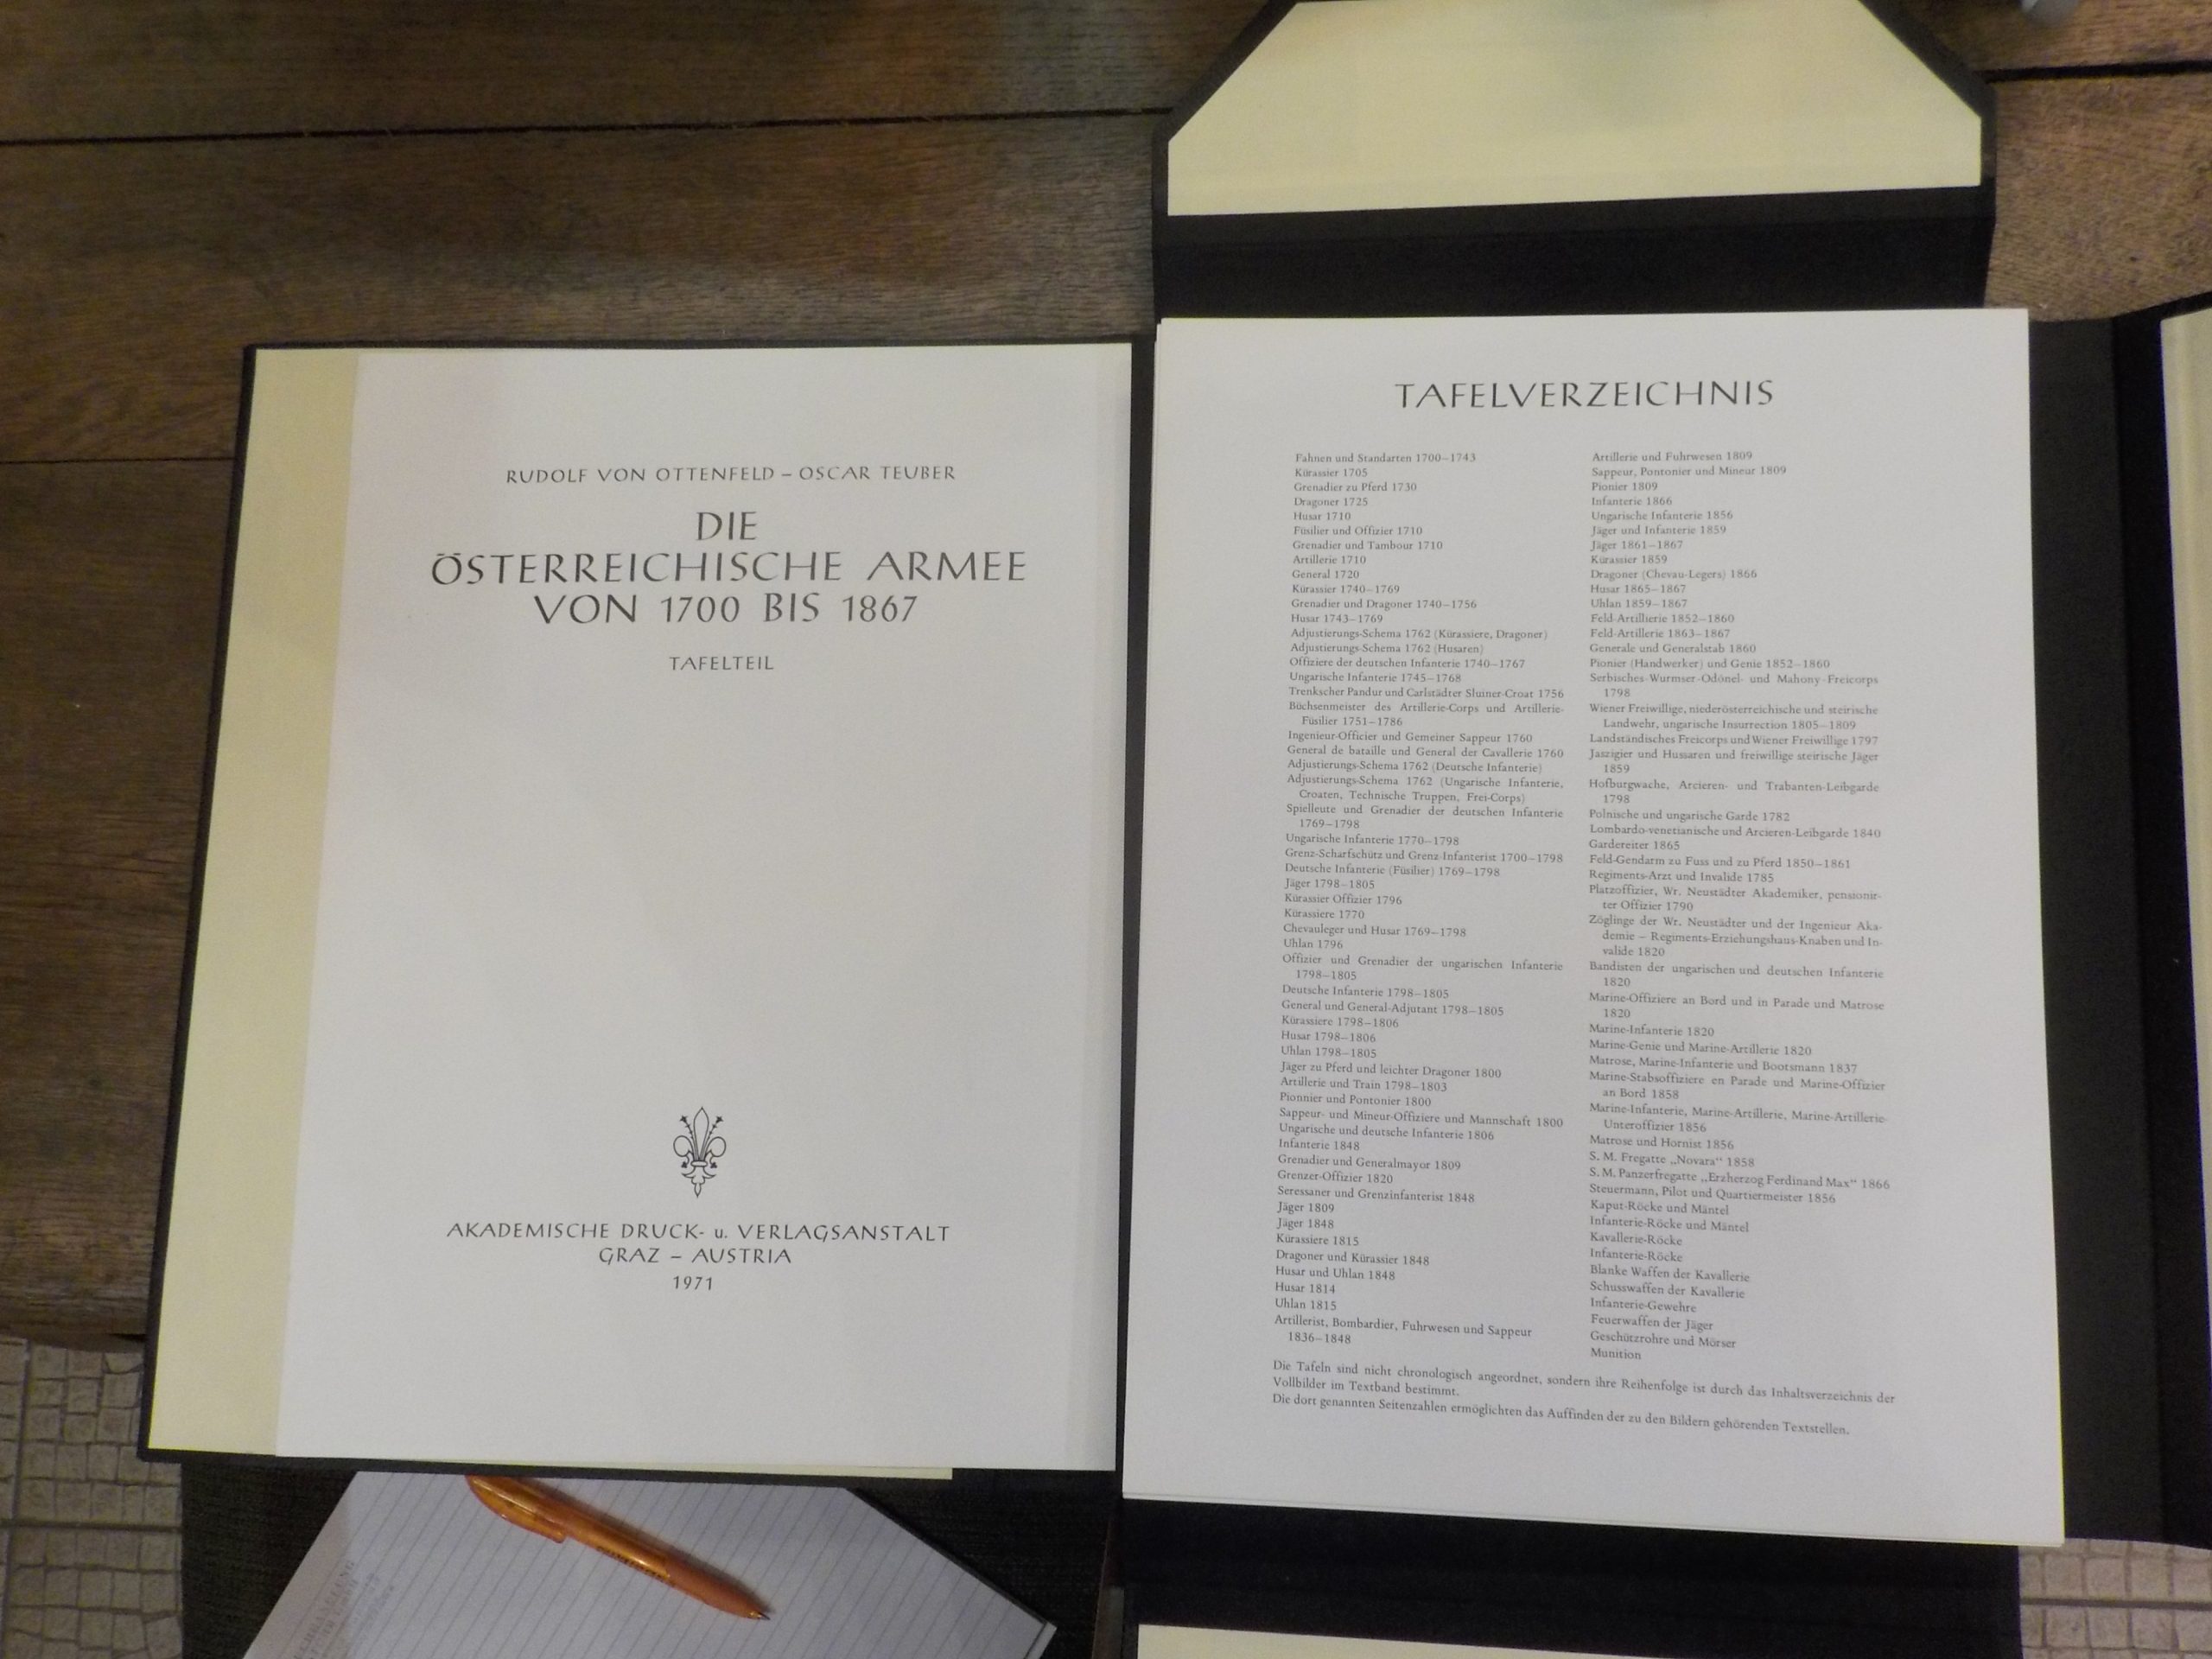 RUDOLF VON OTTENFELD – OSCAR TEUBER
DIE
ÖSTERREICHISCHE ARMEE
VON 1700 BIS 1867
TAFELTEIL
AKADEMISCHE DRUCK- u. VERLAGSANSTALT
GRAZ – AUSTRIA
1971
TAFELVERZEICHNIS
Fahnen und Standarten 1700–1743
Kürassier 1705
Grenadier zu Pferd 1730
Dragoner 1725
Husar 1710
Füsilier und Offizier 1710
Grenadier und Tambour 1710
Artillerie 1710
General 1720
Kürassier 1740–1769
Grenadier und Dragoner 1740–1756
Husar 1743–1769
Adjustierungs-Schema 1762 (Kürassiere, Dragoner)
Adjustierungs-Schema 1762 (Husaren)
Offiziere der deutschen Infanterie 1740–1767
Ungarische Infanterie 1745–1768
Trenkscher Pandur und Carlstädter Sluiner-Croat 1756
Büchsenmeister des Artillerie-Corps und Artillerie-
Füsilier 1751–1786
Ingenieur-Officier und Gemeiner Sappeur 1760
General de bataille und General der Cavallerie 1760
Adjustierungs-Schema 1762 (Deutsche Infanterie)
Adjustierungs-Schema 1762 (Ungarische Infanterie,
Croaten, Technische Truppen, Frei-Corps)
Spielleute und Grenadier der deutschen Infanterie
1769–1798
Ungarische Infanterie 1770–1798
Grenz-Scharfschütz und Grenz-Infanterist 1700–1798
Deutsche Infanterie (Füsilier) 1769–1798
Jäger 1798–1805
Kürassier Offizier 1796
Kürassiere 1770
Chevauleger und Husar 1769–1798
Uhlan 1796
Offizier und Grenadier der ungarischen Infanterie
1798–1805
Deutsche Infanterie 1798–1805
General und General-Adjutant 1798–1805
Kürassiere 1798–1806
Husar 1798–1806
Uhlan 1798–1805
Jäger zu Pferd und leichter Dragoner 1800
Artillerie und Train 1798–1803
Pionnier und Pontonier 1800
Sappeur- und Mineur-Offiziere und Mannschaft 1800
Ungarische und deutsche Infanterie 1806
Infanterie 1848
Grenadier und Generalmayor 1809
Grenzer-Offizier 1820
Seressaner und Grenzinfanterist 1848
Jäger 1809
Jäger 1848
Kürassiere 1815
Dragoner und Kürassier 1848
Husar und Uhlan 1848
Husar 1814
Uhlan 1815
Artillerist, Bombardier, Fuhrwesen und Sappeur
1836–1848
Artillerie und Fuhrwesen 1809
Sappeur, Pontonier und Mineur 1809
Pionier 1809
Infanterie 1866
Ungarische Infanterie 1856
Jäger und Infanterie 1859
Jäger 1861–1867
Kürassier 1859
Dragoner (Chevau-Legers) 1866
Husar 1865–1867
Uhlan 1859–1867
Feld-Artillierie 1852–1860
Feld-Artillerie 1863–1867
Generale und Generalstab 1860
Pionier (Handwerker) und Genie 1852–1860
Serbisches-Wurmser-Odonel- und Mahony-Freicorps
1798
Wiener Freiwillige, niederösterreichische und steirische
Landwehr, ungarische Insurrection 1805–1809
Landständisches Freicorps und Wiener Freiwillige 1797
Jaszigier und Hussaren und freiwillige steirische Jäger
1859
Hofburgwache, Arcieren- und Trabanten-Leibgarde
1798
Polnische und ungarische Garde 1782
Lombardo-venetianische und Arcieren-Leibgarde 1840
Gardereiter 1865
Feld-Gendarm zu Fuss und zu Pferd 1850–1861
Regiments-Arzt und Invalide 1785
Platzoffizier, Wr. Neustädter Akademiker, pensionir-
ter Offizier 1790
Zöglinge der Wr. Neustädter und der Ingenieur Aka-
demie – Regiments-Erziehungshaus-Knaben und In-
valide 1820
Bandisten der ungarischen und deutschen Infanterie
1820
Marine-Offiziere an Bord und in Parade und Matrose
1820
Marine-Infanterie 1820
Marine-Genie und Marine-Artillerie 1820
Matrose, Marine-Infanterie und Bootsmann 1837
Marine-Stabsoffiziere en Parade und Marine-Offizier
an Bord 1858
Marine-Infanterie, Marine-Artillerie, Marine-Artillerie-
Unteroffizier 1856
Matrose und Hornist 1856
S. M. Fregatte „Novara“ 1858
S. M. Panzerfregatte „Erzherzog Ferdinand Max“ 1866
Steuermann, Pilot und Quartiermeister 1856
Kaput-Röcke und Mäntel
Infanterie-Röcke und Mäntel
Kavallerie-Röcke
Infanterie-Röcke
Blanke Waffen der Kavallerie
Schusswaffen der Kavallerie
Infanterie-Gewehre
Feuerwaffen der Jäger
Geschützrohre und Mörser
Munition
Die Tafeln sind nicht chronologisch angeordnet, sondern ihre Reihenfolge ist durch das Inhaltsverzeichnis der
Vollbilder im Textband bestimmt.
Die dort genannten Seitenzahlen ermöglichten das Auffinden der zu den Bildern gehörenden Textstellen.